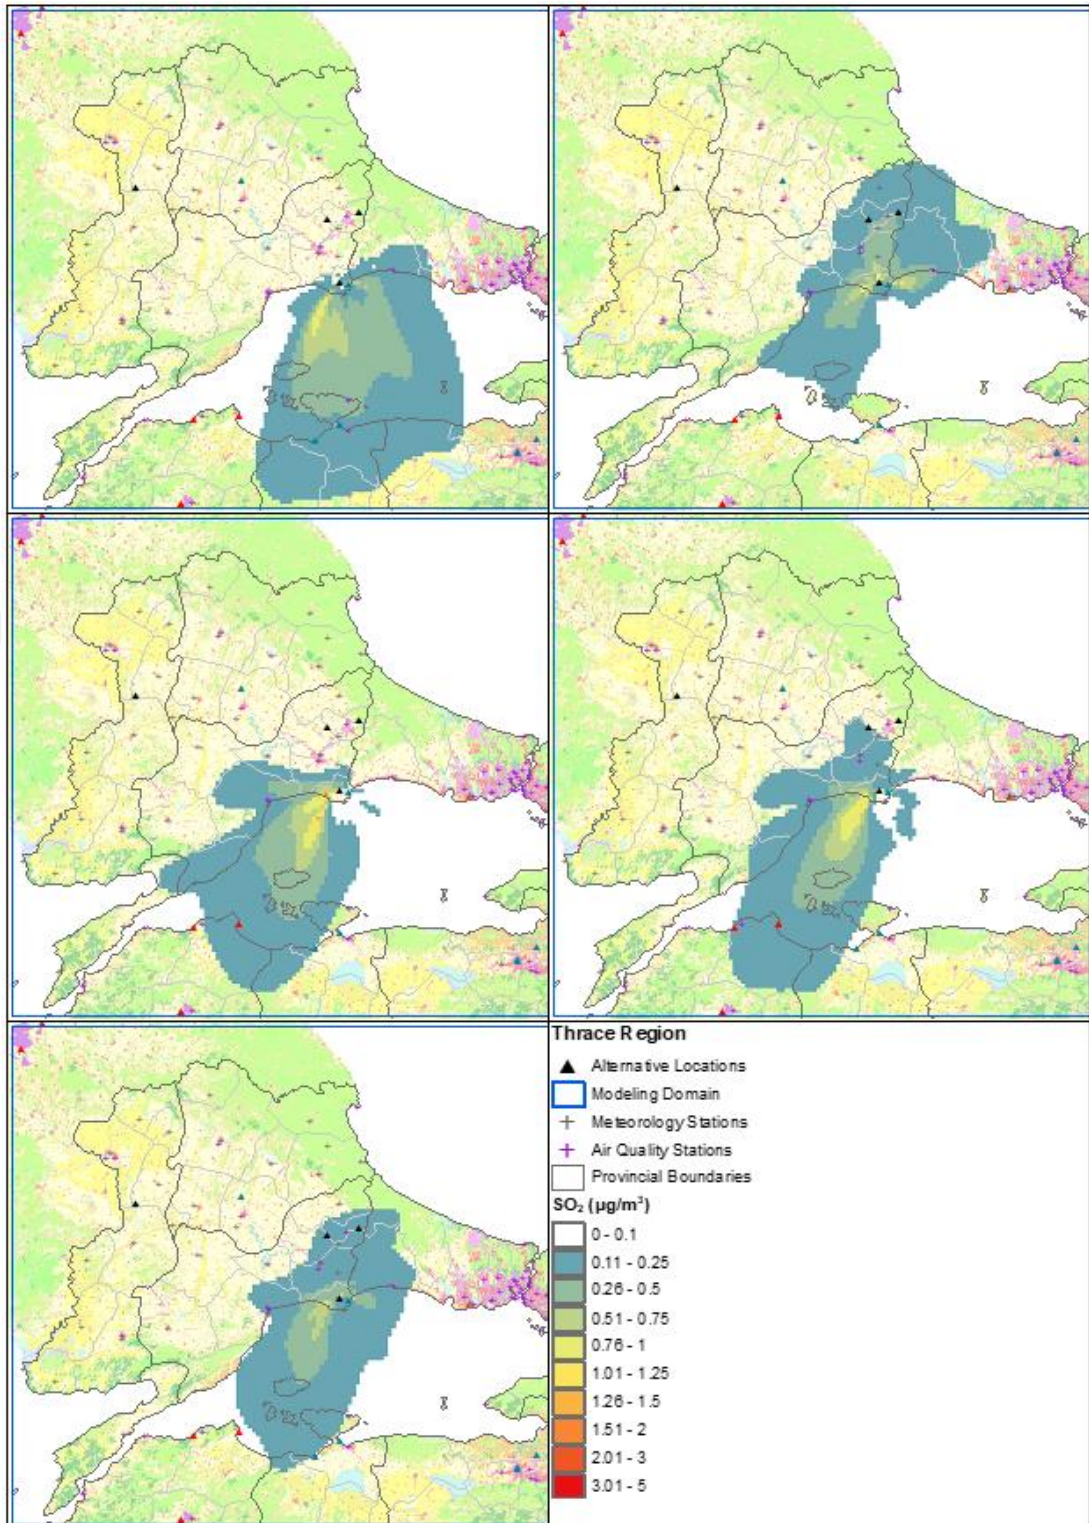 Thrace Region
Alternative Locations
Modeling Domain
Meteorology Stations
Air Quality Stations
Provincial Boundaries
SO₂ (µg/m³)
0 - 0.1
0.11 - 0.25
0.26 - 0.5
0.51 - 0.75
0.76 - 1
1.01 - 1.25
1.26 - 1.5
1.51 - 2
2.01 - 3
3.01 - 5